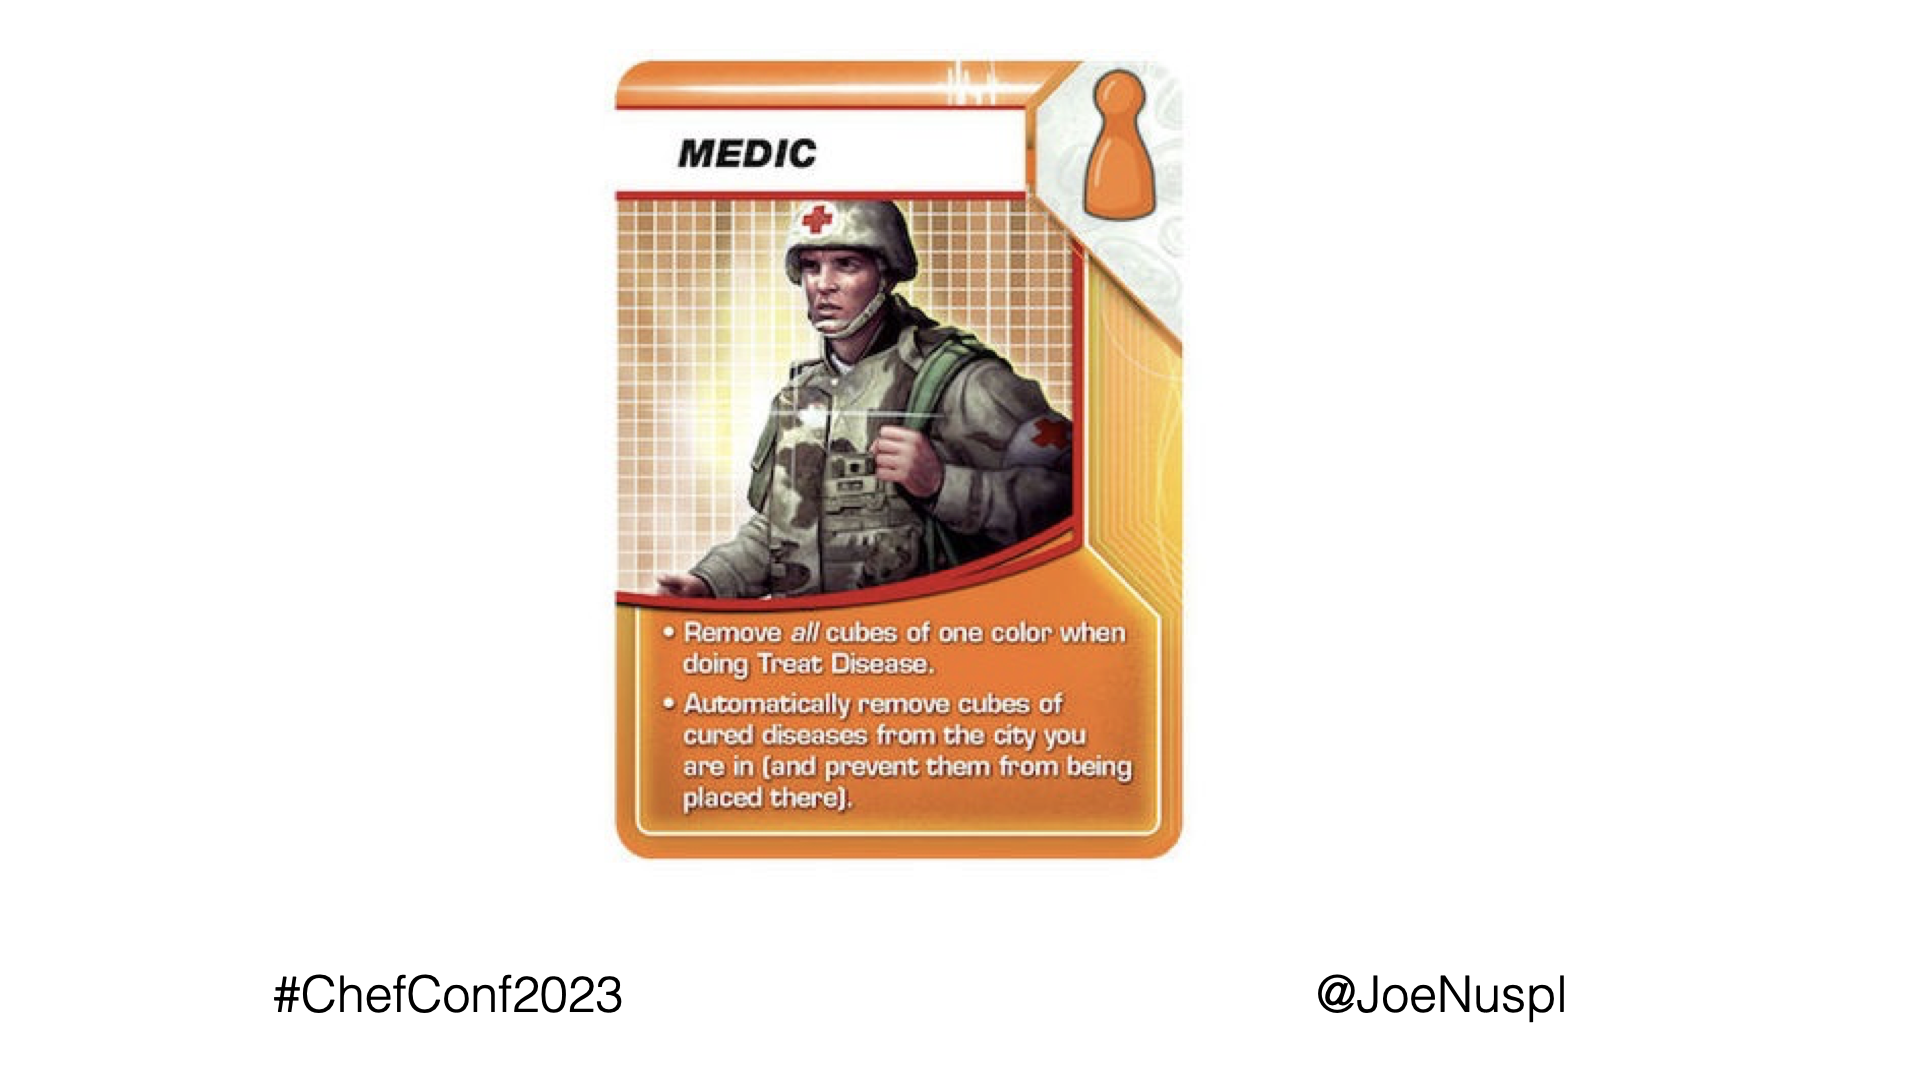 MEDIC
• Remove all cubes of one color when
doing Treat Disease.
• Automatically remove cubes of
cured diseases from the city you
are in (and prevent them from being
placed there).
#ChefConf2023
@JoeNuspl